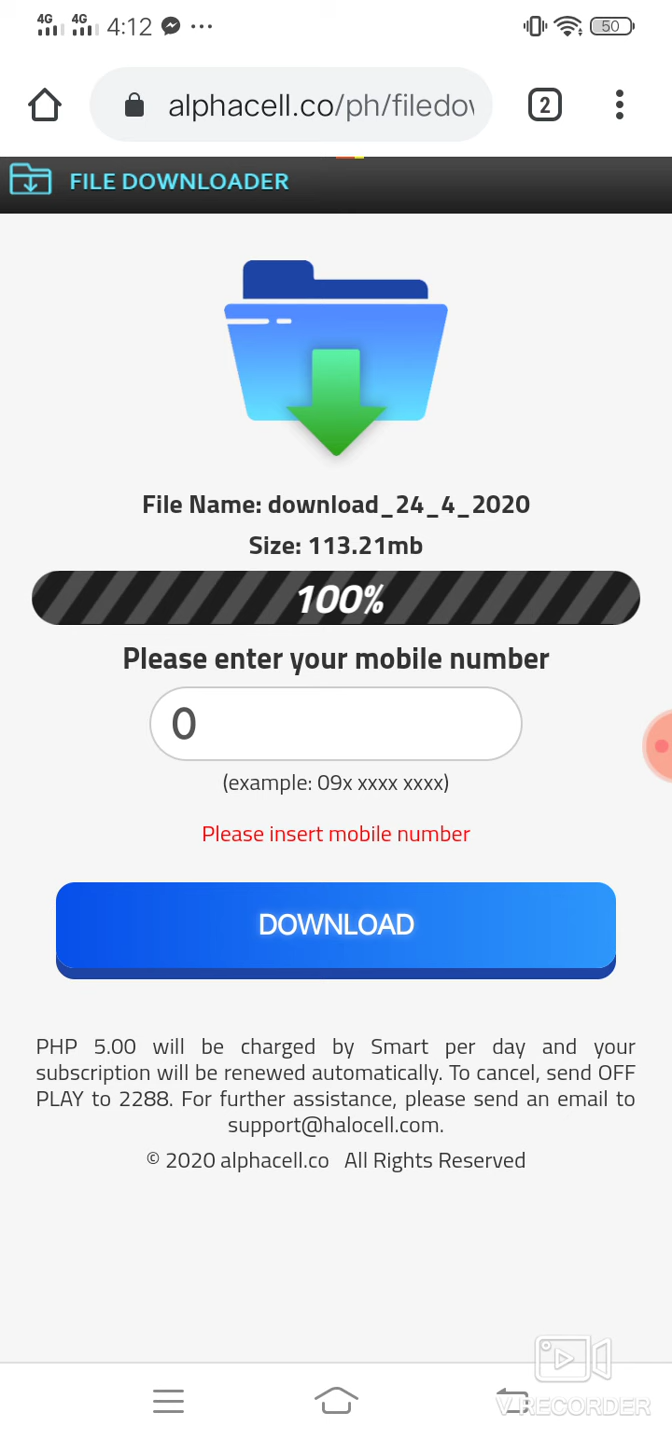 4G 4G 4:12 ... 50
alphacell.co/ph/filedov 2
FILE DOWNLOADER
File Name: download_24_4_2020
Size: 113.21mb
100%
Please enter your mobile number
0
(example: 09x xxxx xxxx)
Please insert mobile number
DOWNLOAD
PHP 5.00 will be charged by Smart per day and your
subscription will be renewed automatically. To cancel, send OFF
PLAY to 2288. For further assistance, please send an email to
support@halocell.com.
© 2020 alphacell.co All Rights Reserved
V RECORDER